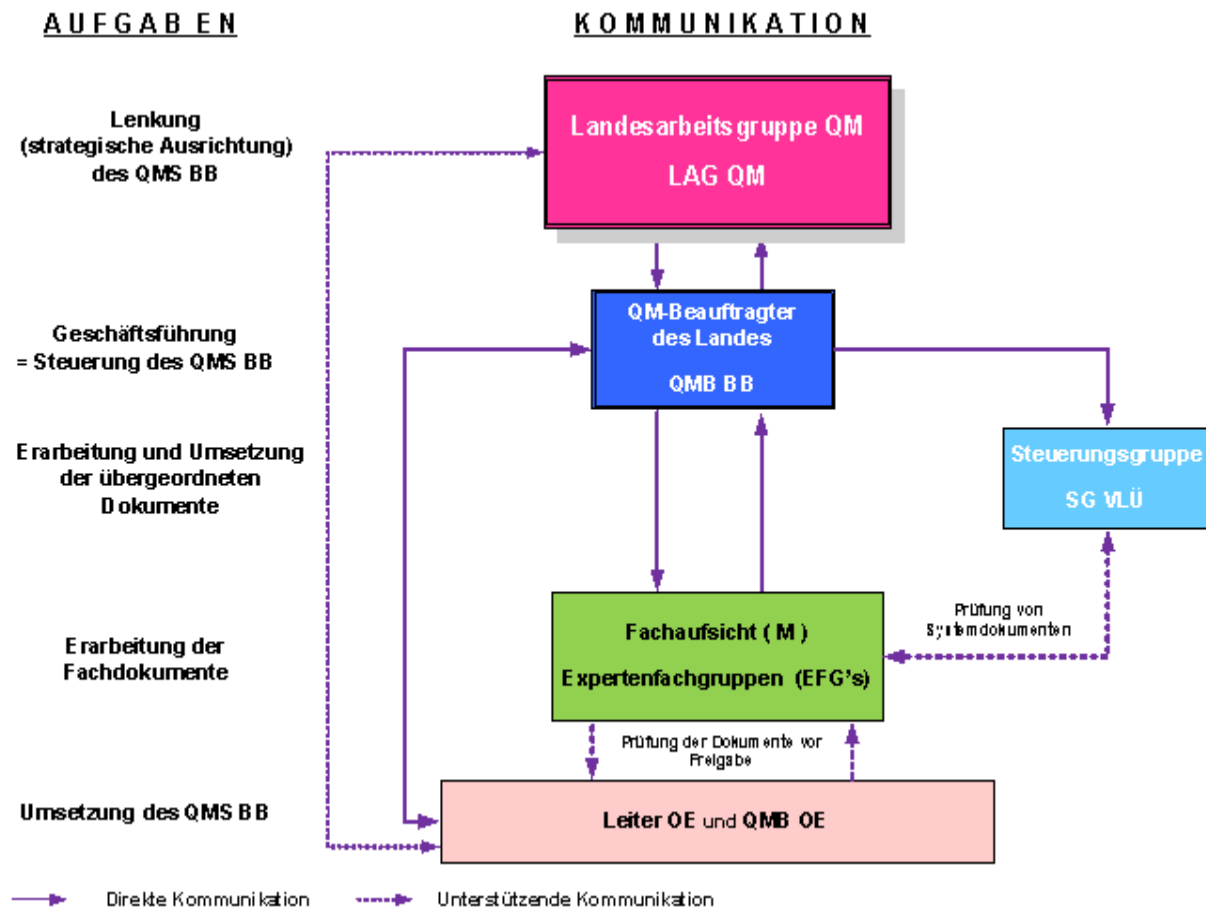 AUFGABEN
KOMMUNIKATION
Lenkung
(strategische Ausrichtung)
des QMS BB
Landesarbeitsgruppe QM
LAG QM
Geschäftsführung
= Steuerung des QMS BB
QM-Beauftragter
des Landes
QMB BB
Erarbeitung und Umsetzung
der übergeordneten
Dokumente
Steuerungsgruppe
SG VLÜ
Erarbeitung der
Fachdokumente
Fachaufsicht ( M )
Expertenfachgruppen (EFG's)
Prüfung von
Systemdokumenten
Prüfung der Dokumente vor
Freigabe
Umsetzung des QMS BB
Leiter OE und QMB OE
Direkte Kommunikation
Unterstützende Kommunikation